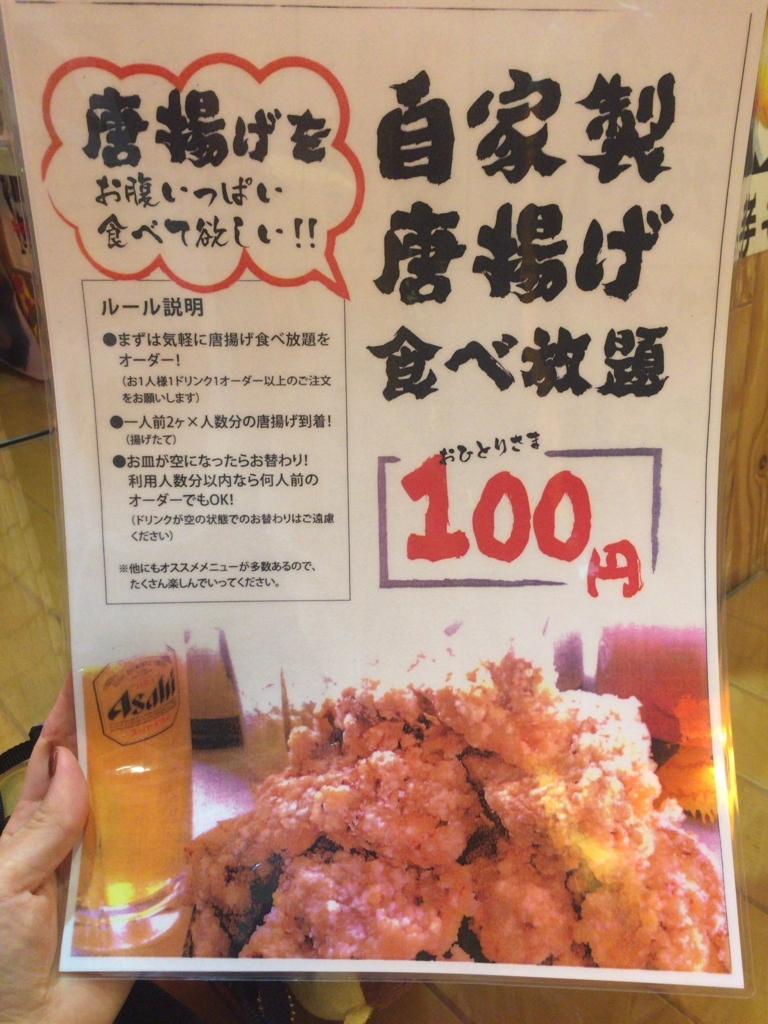 自家製
唐揚げ
食べ放題
おひとりさま
100円
唐揚げを
お腹いっぱい
食べて欲しい!!
ルール説明
●まずは気軽に唐揚げ食べ放題を
オーダー!
(お1人様1ドリンク1オーダー以上のご注文
をお願いします)
●一人前2ヶ×人数分の唐揚げ到着!
(揚げたて)
●お皿が空になったらお替わり!
利用人数分以内なら何人前の
オーダーでもOK!
(ドリンクが空の状態でのお替わりはご遠慮
ください)
※他にもオススメメニューが多数あるので、
たくさん楽しんでいってください。
Asahi